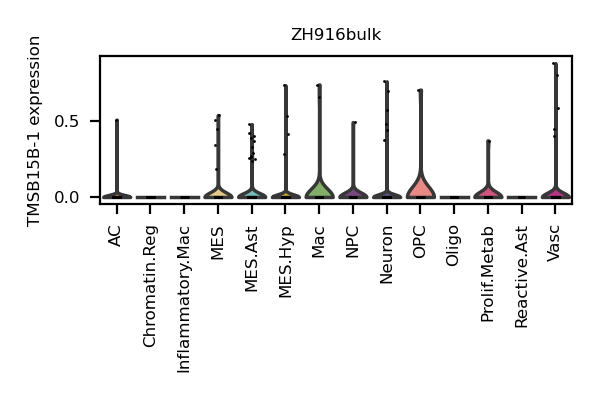 ZH916bulk
TMSB15B-1 expression
0.5
0.0
AC
Chromatin.Reg
Inflammatory.Mac
MES
MES.Ast
MES.Hyp
Mac
NPC
Neuron
OPC
Oligo
Prolif.Metab
Reactive.Ast
Vasc